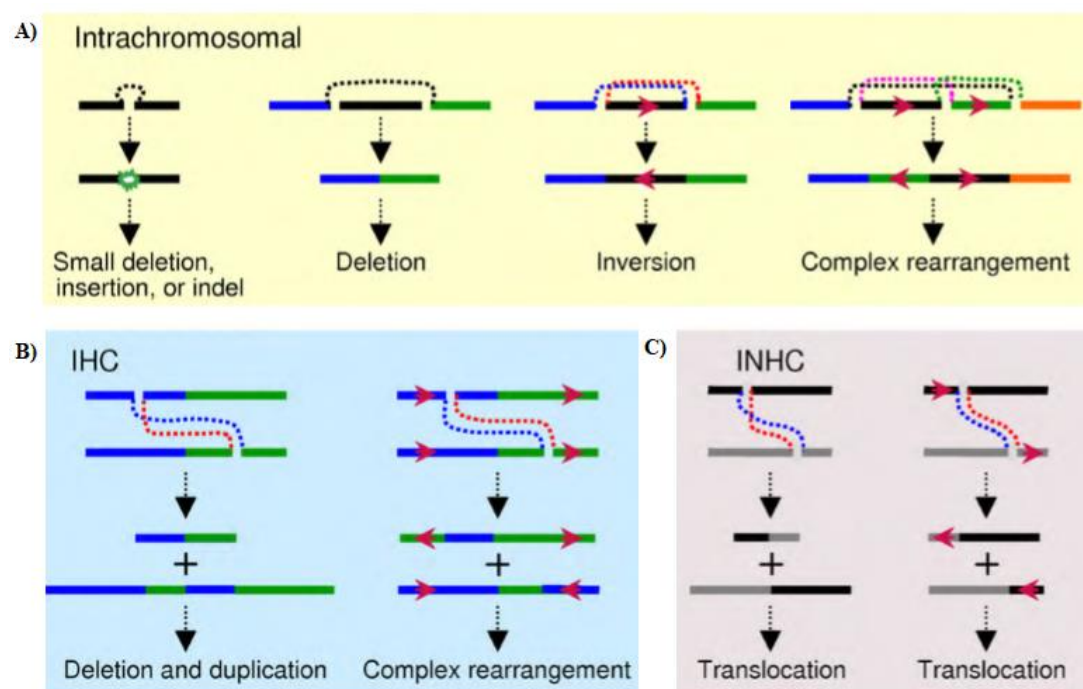 A)
Intrachromosomal
Small deletion,
insertion, or indel
Deletion
Inversion
Complex rearrangement
B)
IHC
+
+
Deletion and duplication
Complex rearrangement
C)
INHC
+
+
Translocation
Translocation